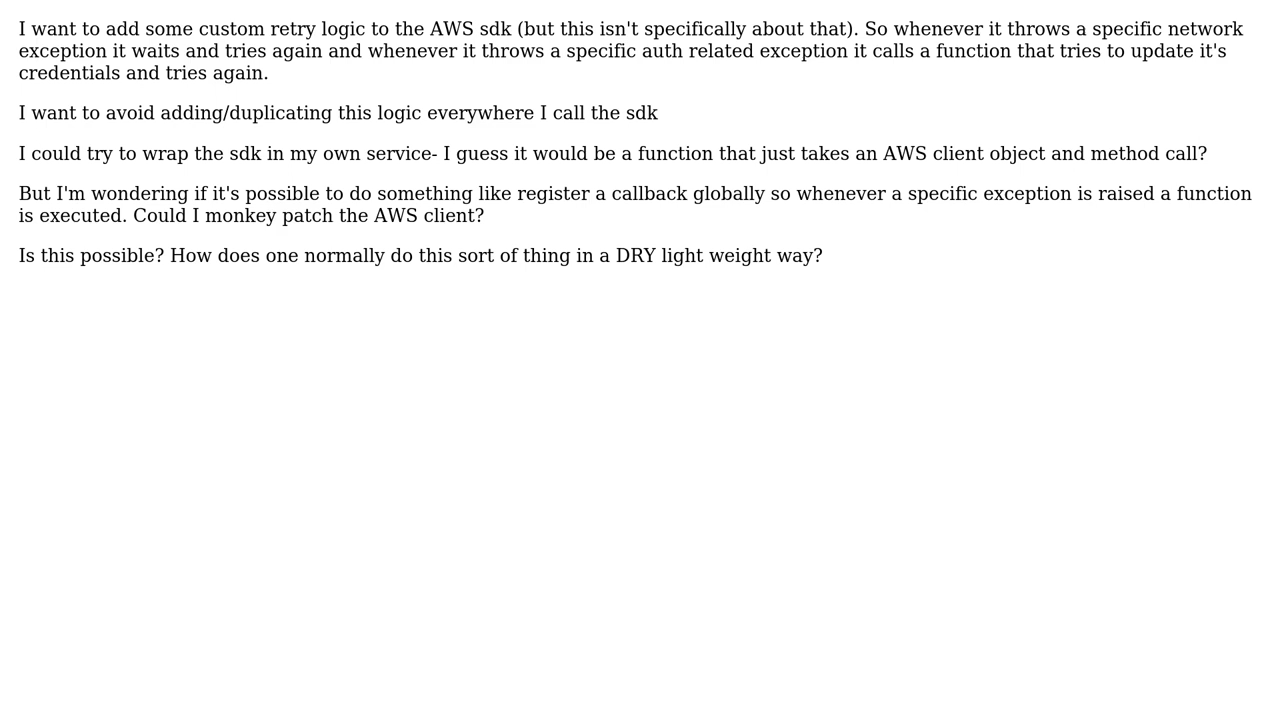 I want to add some custom retry logic to the AWS sdk (but this isn't specifically about that). So whenever it throws a specific network
exception it waits and tries again and whenever it throws a specific auth related exception it calls a function that tries to update it's
credentials and tries again.
I want to avoid adding/duplicating this logic everywhere I call the sdk
I could try to wrap the sdk in my own service- I guess it would be a function that just takes an AWS client object and method call?
But I'm wondering if it's possible to do something like register a callback globally so whenever a specific exception is raised a function
is executed. Could I monkey patch the AWS client?
Is this possible? How does one normally do this sort of thing in a DRY light weight way?